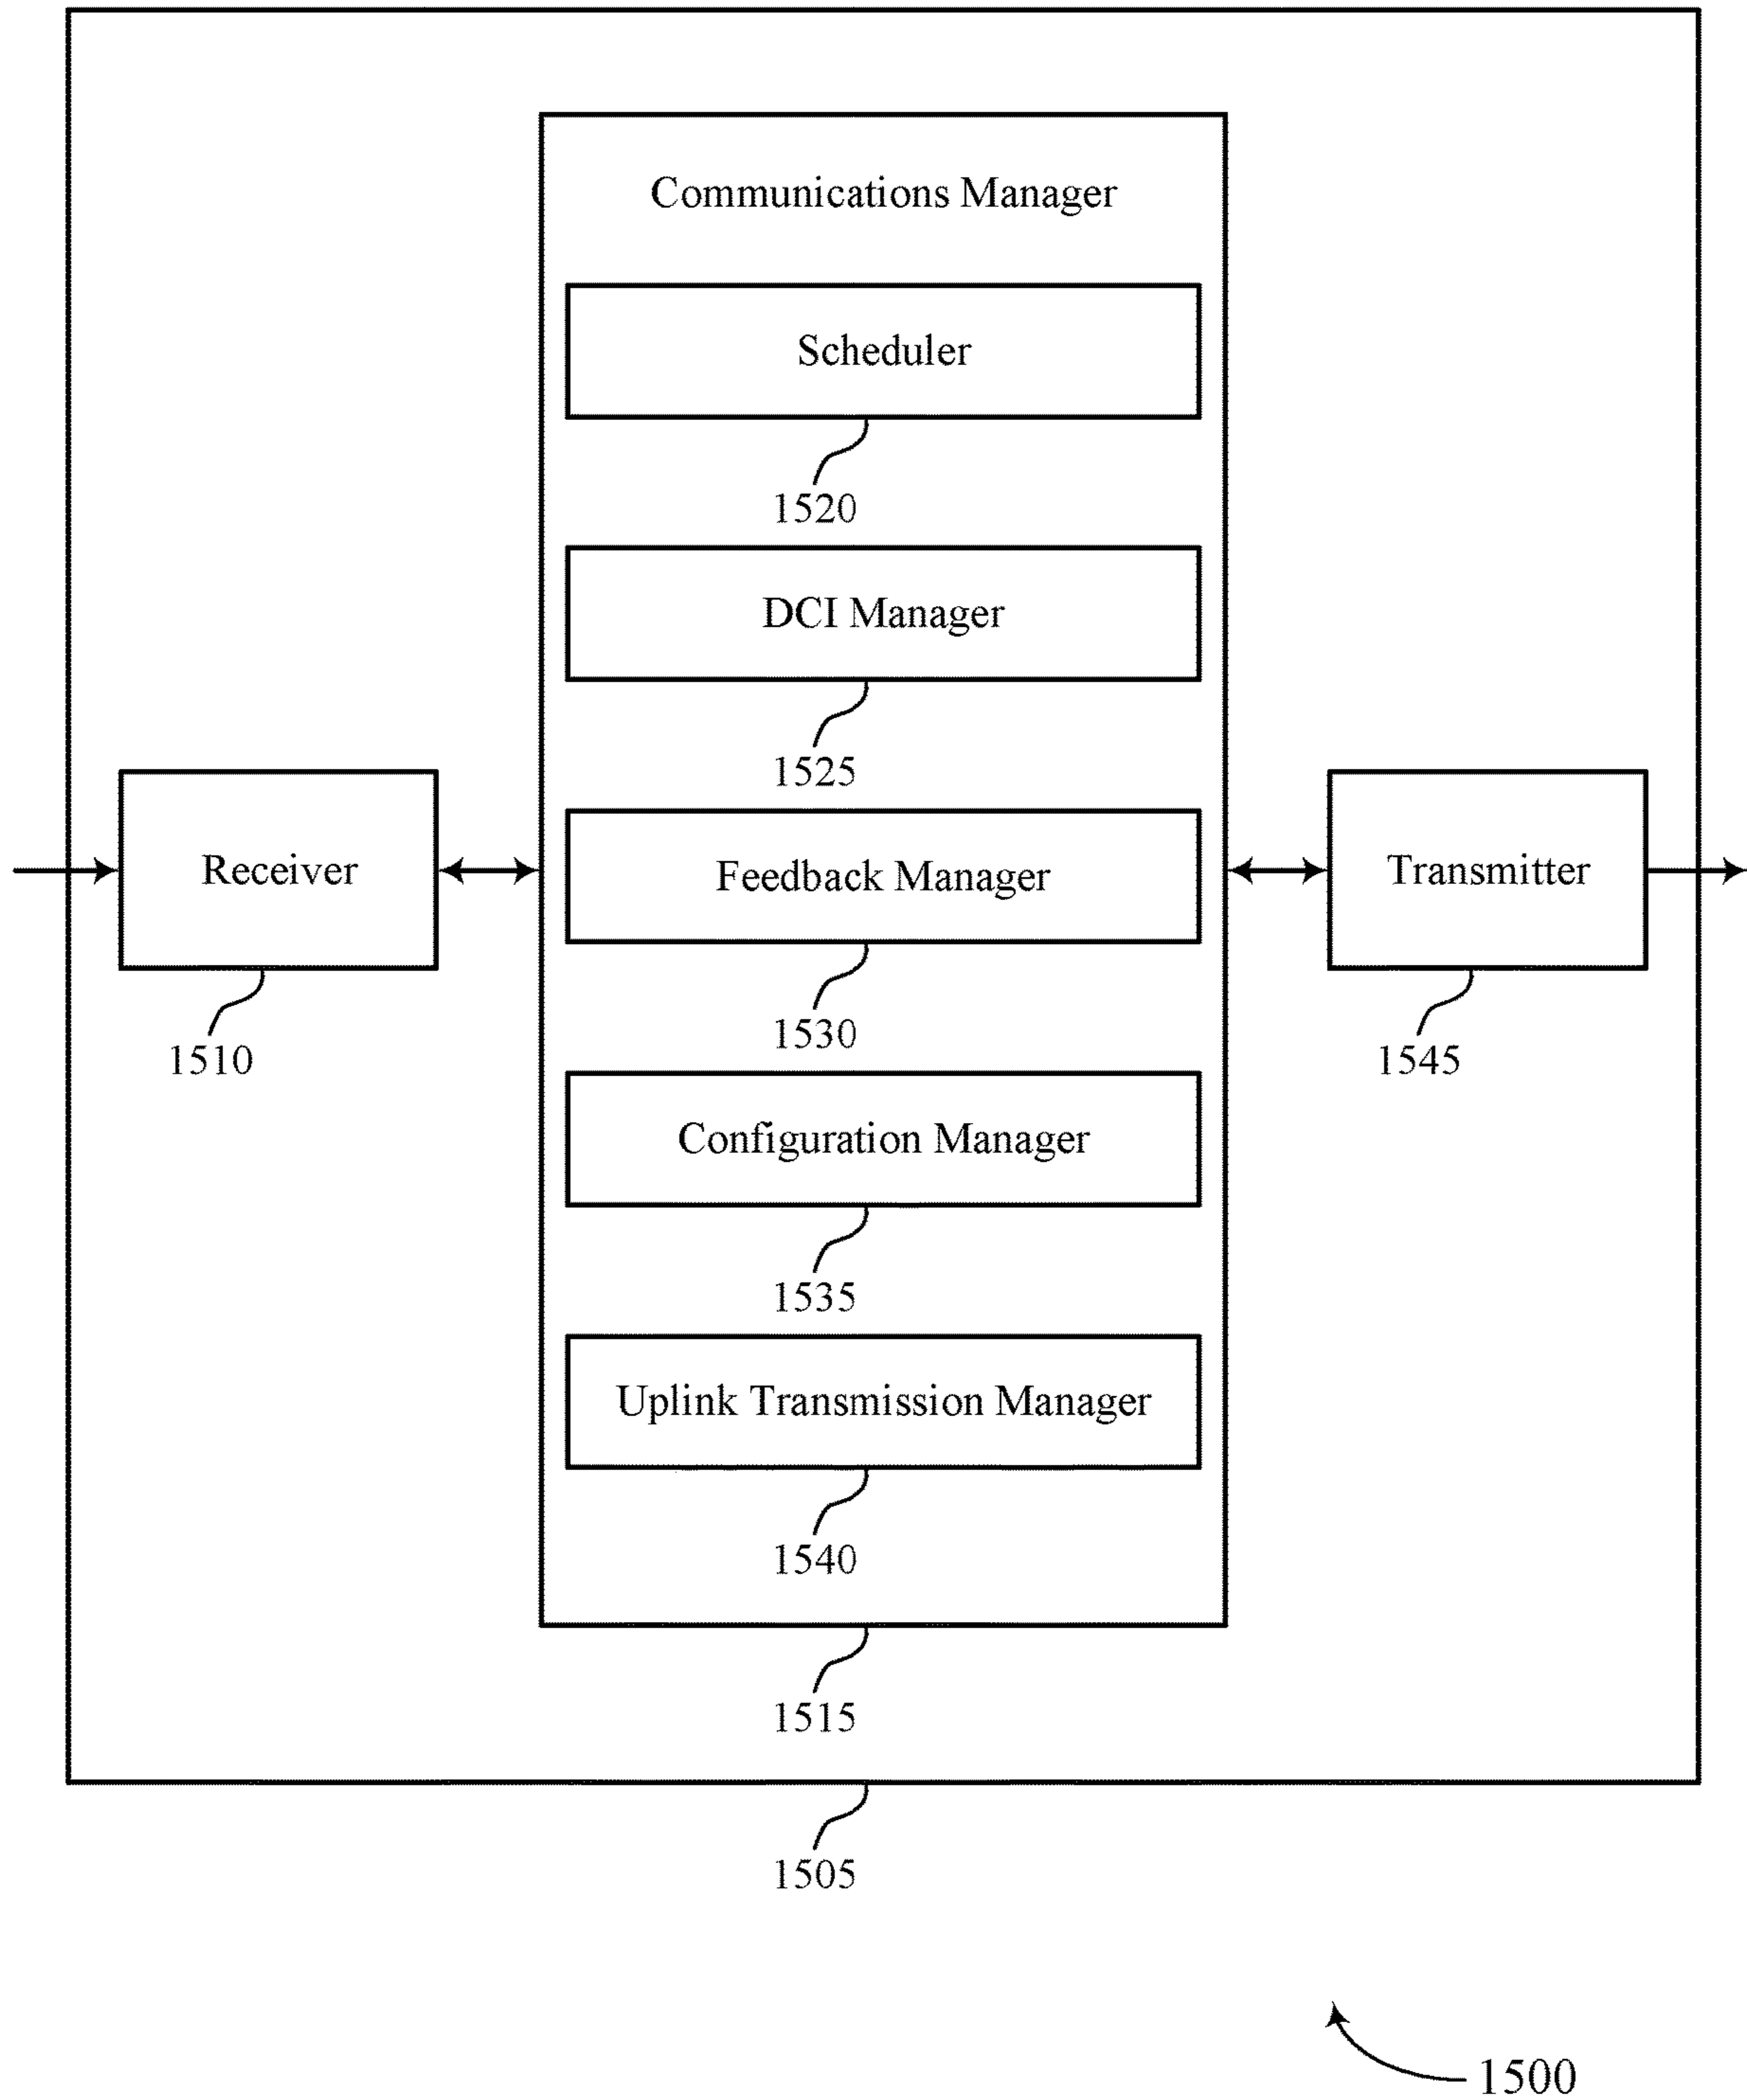 Communications Manager
Scheduler
1520
DCI Manager
1525
Receiver
1510
Feedback Manager
1530
Transmitter
1545
Configuration Manager
1535
Uplink Transmission Manager
1540
1515
1505
1500